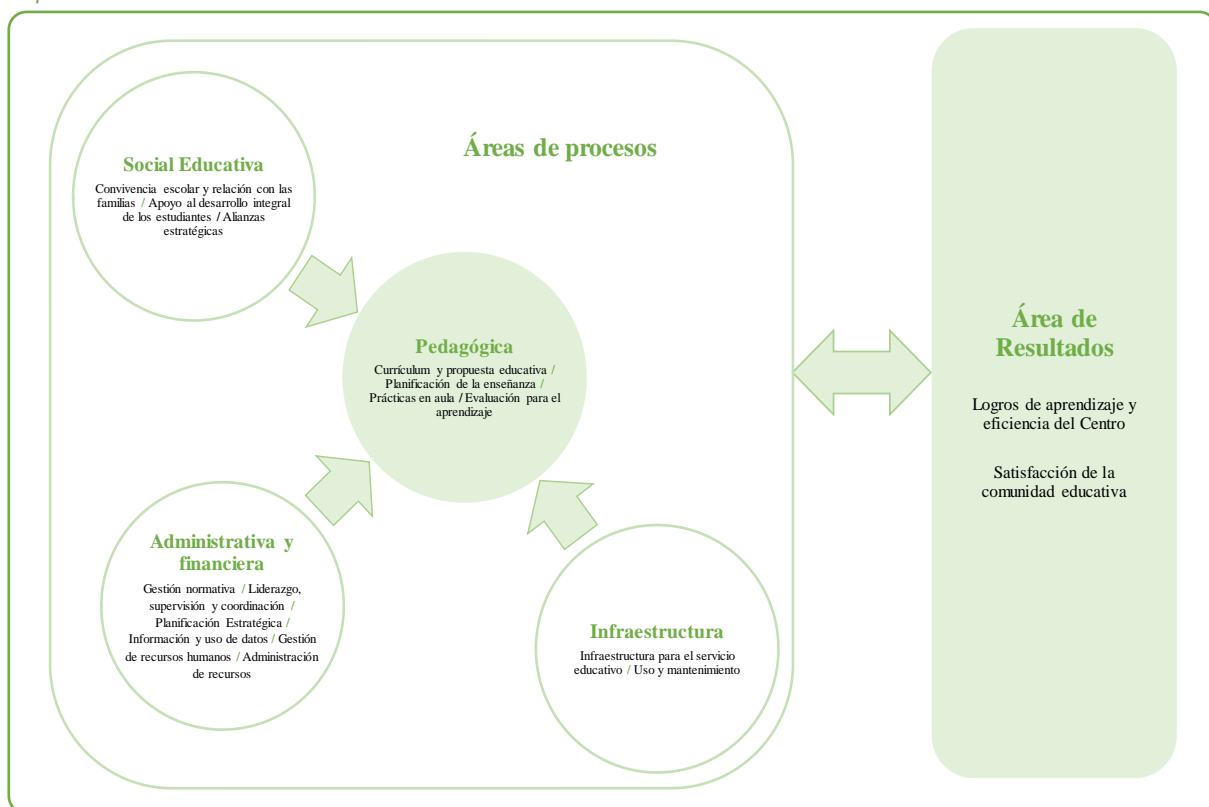 Áreas de procesos
Social Educativa
Convivencia escolar y relación con las
familias / Apoyo al desarrollo integral
de los estudiantes / Alianzas
estratégicas
Pedagógica
Currículum y propuesta educativa /
Planificación de la enseñanza /
Prácticas en aula / Evaluación para el
aprendizaje
Administrativa y
financiera
Gestión normativa / Liderazgo,
supervisión y coordinación /
Planificación Estratégica /
Información y uso de datos / Gestión
de recursos humanos / Administración
de recursos
Infraestructura
Infraestructura para el servicio
educativo / Uso y mantenimiento
Área de
Resultados
Logros de aprendizaje y
eficiencia del Centro
Satisfacción de la
comunidad educativa